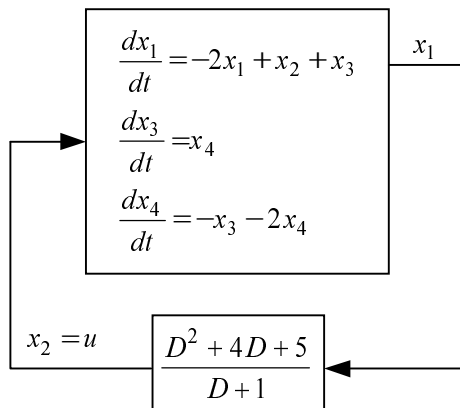 dx₁/dt = −2x₁ + x₂ + x₃
x₁
dx₃/dt = x₄
dx₄/dt = −x₃ − 2x₄
x₂ = u
D² + 4D + 5
D + 1